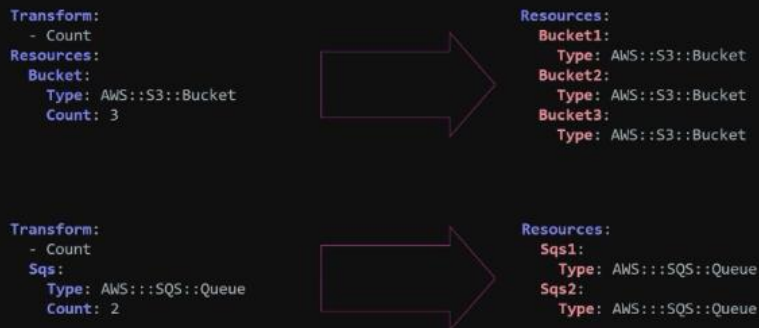 Transform:
- Count
Resources:
Bucket:
Type: AWS::S3::Bucket
Count: 3
Resources:
Bucket1:
Type: AWS::S3::Bucket
Bucket2:
Type: AWS::S3::Bucket
Bucket3:
Type: AWS::S3::Bucket
Transform:
- Count
Sqs:
Type: AWS:::SQS::Queue
Count: 2
Resources:
Sqs1:
Type: AWS:::SQS::Queue
Sqs2:
Type: AWS:::SQS::Queue